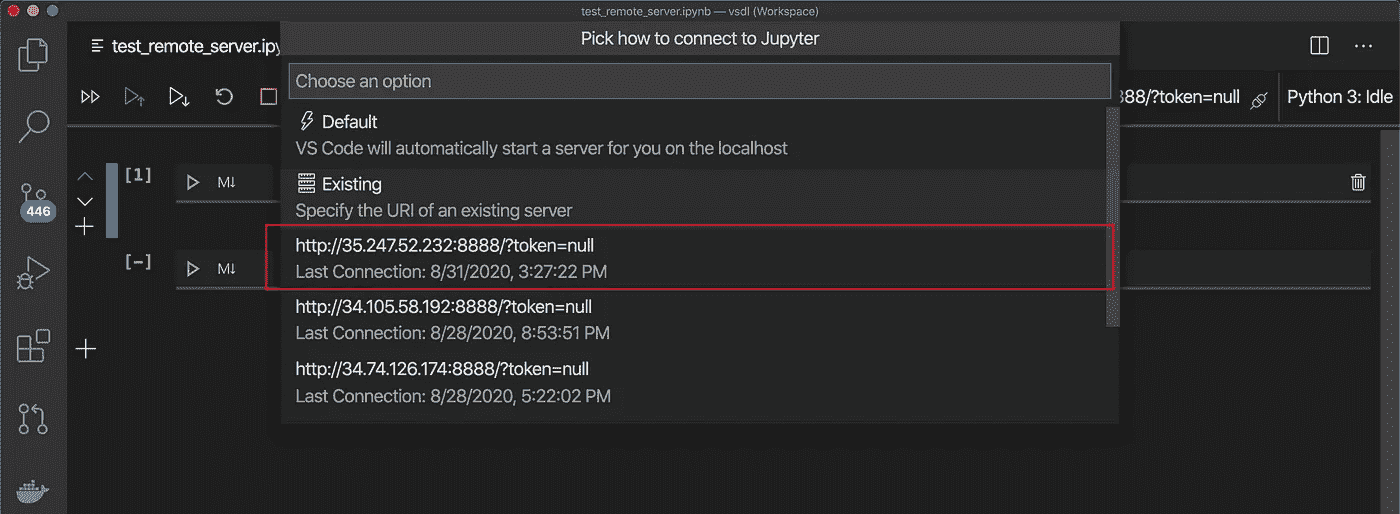 test_remote_server.ipynb — vsdl (Workspace)
test_remote_server.ipy
Pick how to connect to Jupyter
Choose an option
888/?token=null
Python 3: Idle
Default
VS Code will automatically start a server for you on the localhost
[1]
M↓
Existing
Specify the URI of an existing server
446
http://35.247.52.232:8888/?token=null
[-]
M↓
Last Connection: 8/31/2020, 3:27:22 PM
http://34.105.58.192:8888/?token=null
Last Connection: 8/28/2020, 8:53:51 PM
http://34.74.126.174:8888/?token=null
Last Connection: 8/28/2020, 5:22:02 PM